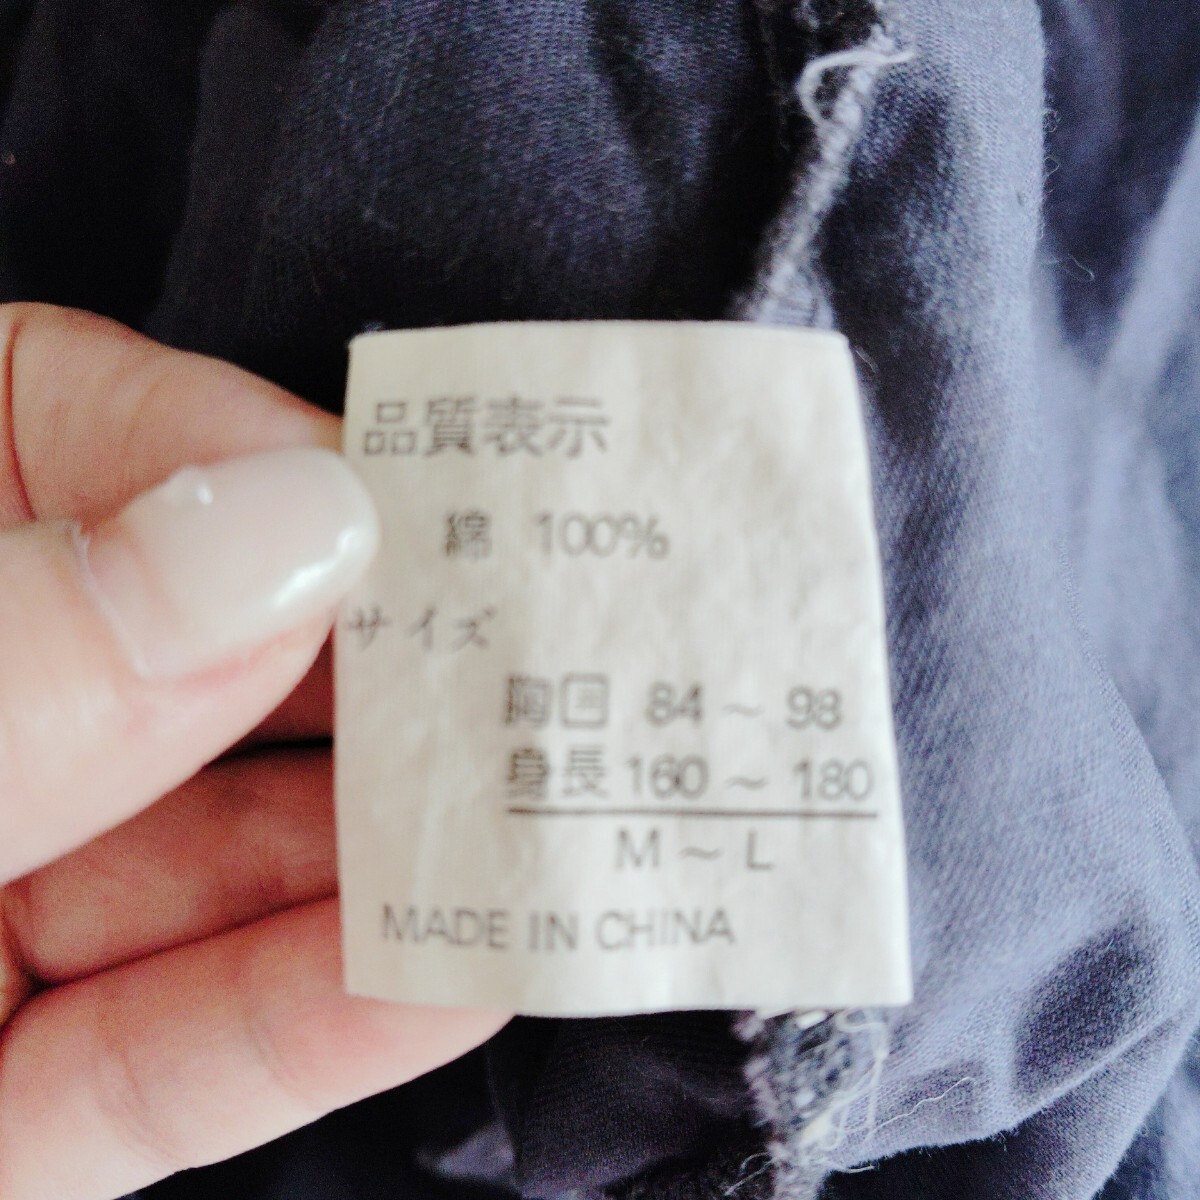 品質表示
綿 100%
サイズ
胸囲 84 ~ 98
身長 160 ~ 180
M ~ L
MADE IN CHINA